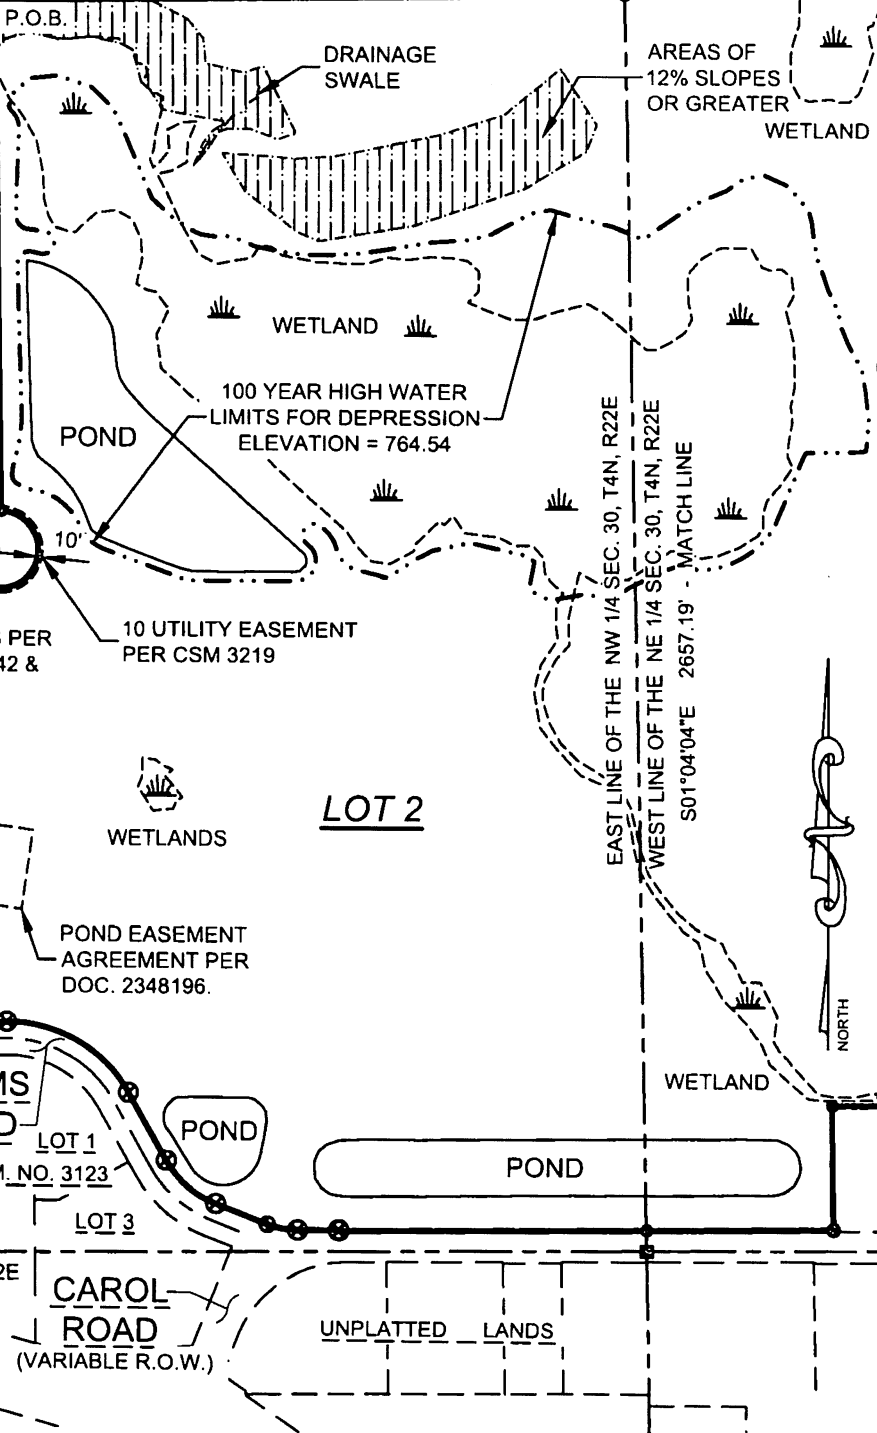 P.O.B.
DRAINAGE
SWALE
AREAS OF
12% SLOPES
OR GREATER
WETLAND
WETLAND
100 YEAR HIGH WATER
LIMITS FOR DEPRESSION
ELEVATION = 764.54
POND
10'
EAST LINE OF THE NW 1/4 SEC. 30, T4N, R22E
WEST LINE OF THE NE 1/4 SEC. 30, T4N, R22E
S01°04'04"E 2657.19' - MATCH LINE
10 UTILITY EASEMENT
PER CSM 3219
PER
42 &
WETLANDS
LOT 2
POND EASEMENT
AGREEMENT PER
DOC. 2348196.
NORTH
WETLAND
MS
D
LOT 1
M. NO. 3123
LOT 3
POND
POND
2E
CAROL
ROAD
(VARIABLE R.O.W.)
UNPLATTED LANDS